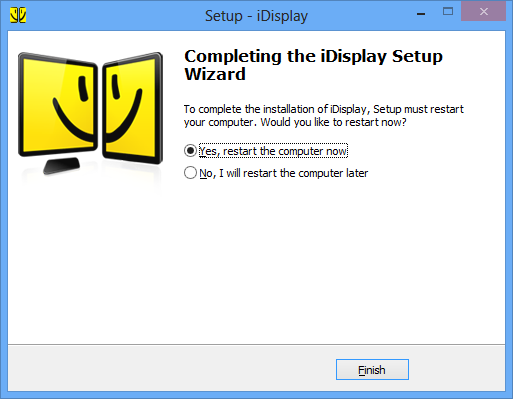 Setup - iDisplay
Completing the iDisplay Setup
Wizard
To complete the installation of iDisplay, Setup must restart
your computer. Would you like to restart now?
Yes, restart the computer now
No, I will restart the computer later
Finish